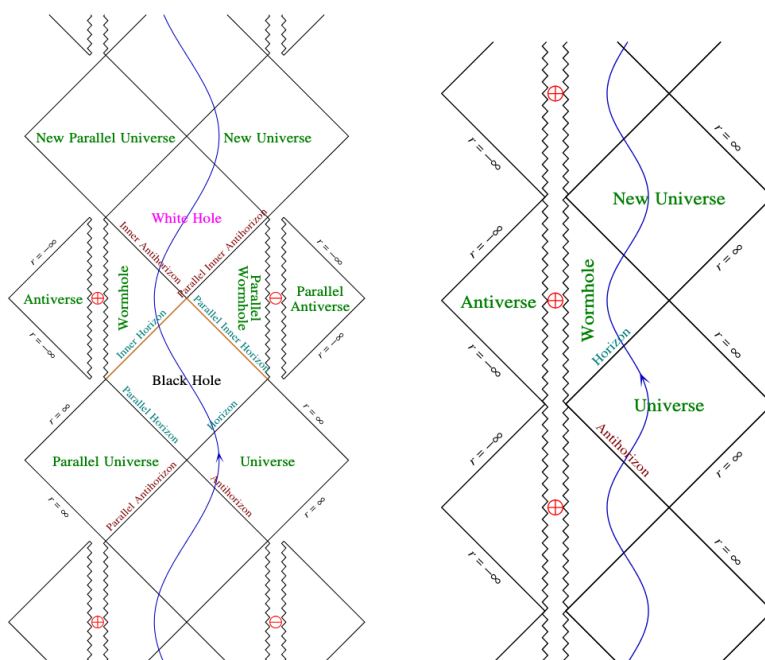 New Parallel Universe
New Universe
White Hole
Inner Antihorizon
Parallel Inner Antihorizon
r = −∞
r = −∞
Antiverse
Wormhole
Parallel
Wormhole
Parallel
Antiverse
r = −∞
r = −∞
Inner Horizon
Parallel Inner Horizon
Black Hole
r = ∞
Parallel Horizon
Horizon
r = ∞
Parallel Universe
Universe
r = ∞
Parallel Antihorizon
Antihorizon
r = ∞
r = ∞
r = −∞
New Universe
r = −∞
r = ∞
Antiverse
Wormhole
r = −∞
Horizon
r = ∞
Universe
r = −∞
Antihorizon
r = ∞
r = −∞
r = ∞